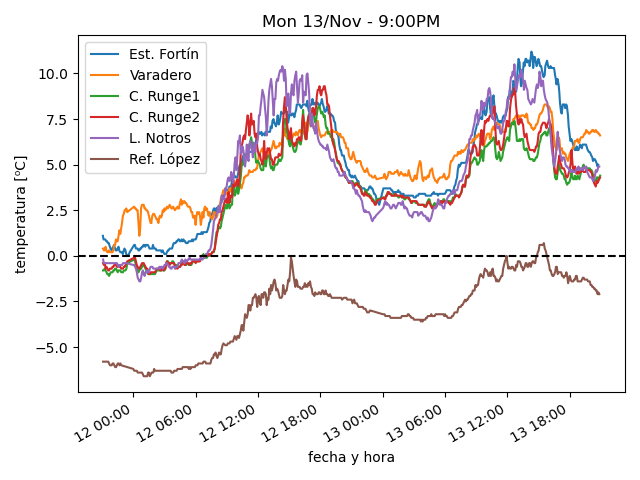 Mon 13/Nov - 9:00PM
Est. Fortín
Varadero
C. Runge1
C. Runge2
L. Notros
Ref. López
temperatura [ºC]
10.0
7.5
5.0
2.5
0.0
−2.5
−5.0
12 00:00
12 06:00
12 12:00
12 18:00
13 00:00
13 06:00
13 12:00
13 18:00
fecha y hora